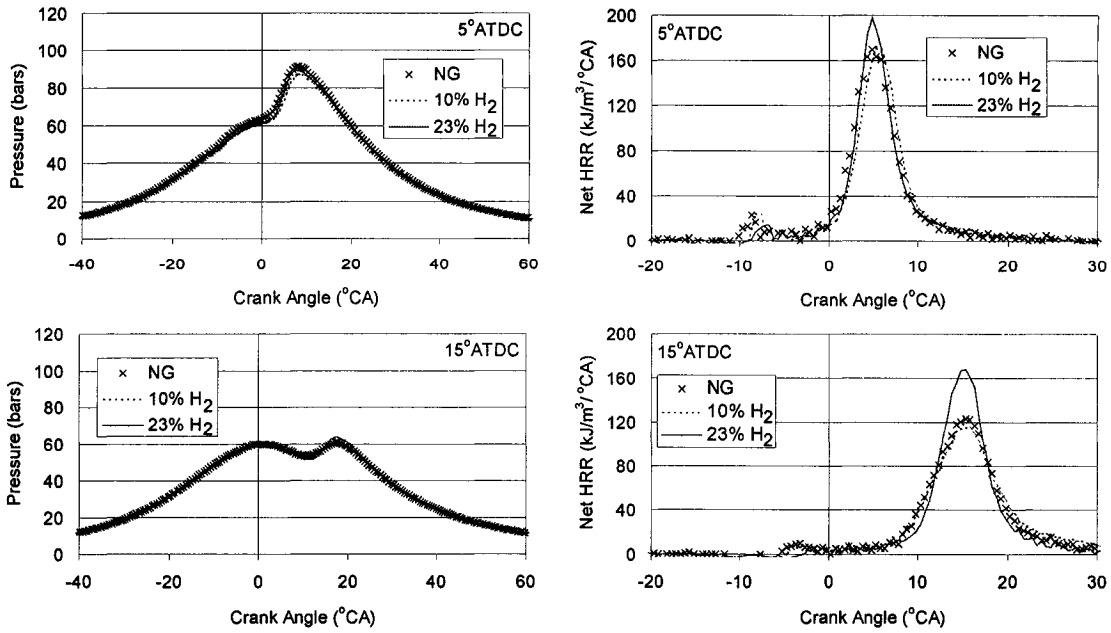 5°ATDC
120
100
80
60
40
20
0
Pressure (bars)
× NG
10% H2
23% H2
-40
-20
0
20
40
60
Crank Angle (°CA)
5°ATDC
200
160
120
80
40
0
Net HRR (kJ/m³/°CA)
× NG
10% H2
23% H2
-20
-10
0
10
20
30
Crank Angle (°CA)
15°ATDC
120
100
80
60
40
20
0
Pressure (bars)
× NG
10% H2
23% H2
-40
-20
0
20
40
60
Crank Angle (°CA)
15°ATDC
200
160
120
80
40
0
Net HRR (kJ/m³/°CA)
× NG
10% H2
23% H2
-20
-10
0
10
20
30
Crank Angle (°CA)